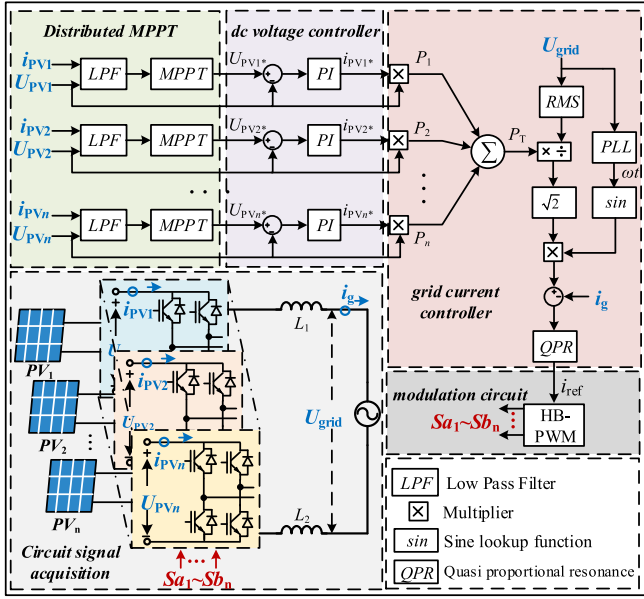 Distributed MPPT
dc voltage controller
iPV1
UPV1
LPF
MPPT
UPV1*
+
−
PI
iPV1*
×
P1
iPV2
UPV2
LPF
MPPT
UPV2*
+
−
PI
iPV2*
×
P2
. . .
iPVn
UPVn
LPF
MPPT
UPVn*
+
−
PI
iPVn*
×
Pn
∑
PT
Ugrid
RMS
PLL
× ÷
ωt
√2
sin
×
+
−
ig
grid current
controller
QPR
iref
modulation circuit
HB-
PWM
Sa1~Sbn
PV1
PV2
PVn
+
iPV1
U
iPV2
UPV2
+
iPVn
UPVn
L1
ig
Ugrid
L2
Circuit signal
acquisition
Sa1~Sbn
LPF Low Pass Filter
× Multiplier
sin Sine lookup function
QPR Quasi proportional resonance